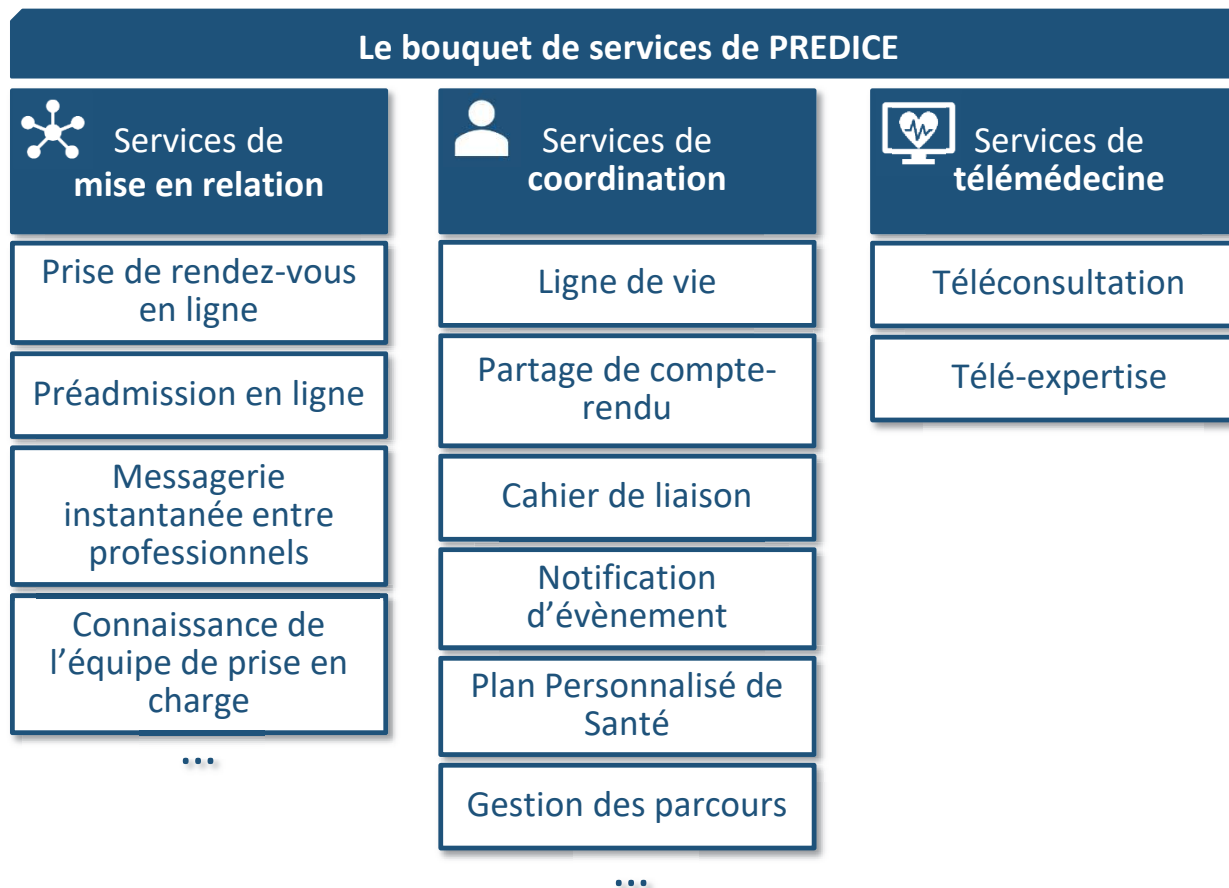 Le bouquet de services de PREDICE
Services de
mise en relation
Prise de rendez-vous
en ligne
Préadmission en ligne
Messagerie
instantanée entre
professionnels
Connaissance de
l’équipe de prise en
charge
...
Services de
coordination
Ligne de vie
Partage de compte-
rendu
Cahier de liaison
Notification
d’évènement
Plan Personnalisé de
Santé
Gestion des parcours
...
Services de
télémédecine
Téléconsultation
Télé-expertise